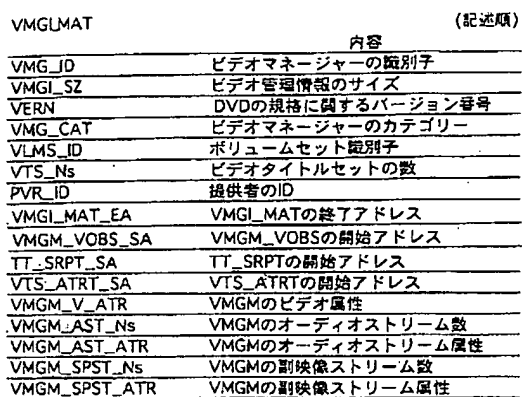 VMGI_MAT (記述順)
内容
VMG_ID ビデオマネージャーの識別子
VMGI_SZ ビデオ管理情報のサイズ
VERN DVDの規格に関するバージョン番号
VMG_CAT ビデオマネージャーのカテゴリー
VLMS_ID ボリュームセット識別子
VTS_Ns ビデオタイトルセットの数
PVR_ID 提供者のID
VMGI_MAT_EA VMGI_MATの終了アドレス
VMGM_VOBS_SA VMGM_VOBSの開始アドレス
TT_SRPT_SA TT_SRPTの開始アドレス
VTS_ATRT_SA VTS_ATRTの開始アドレス
VMGM_V_ATR VMGMのビデオ属性
VMGM_AST_Ns VMGMのオーディオストリーム数
VMGM_AST_ATR VMGMのオーディオストリーム属性
VMGM_SPST_Ns VMGMの副映像ストリーム数
VMGM_SPST_ATR VMGMの副映像ストリーム属性